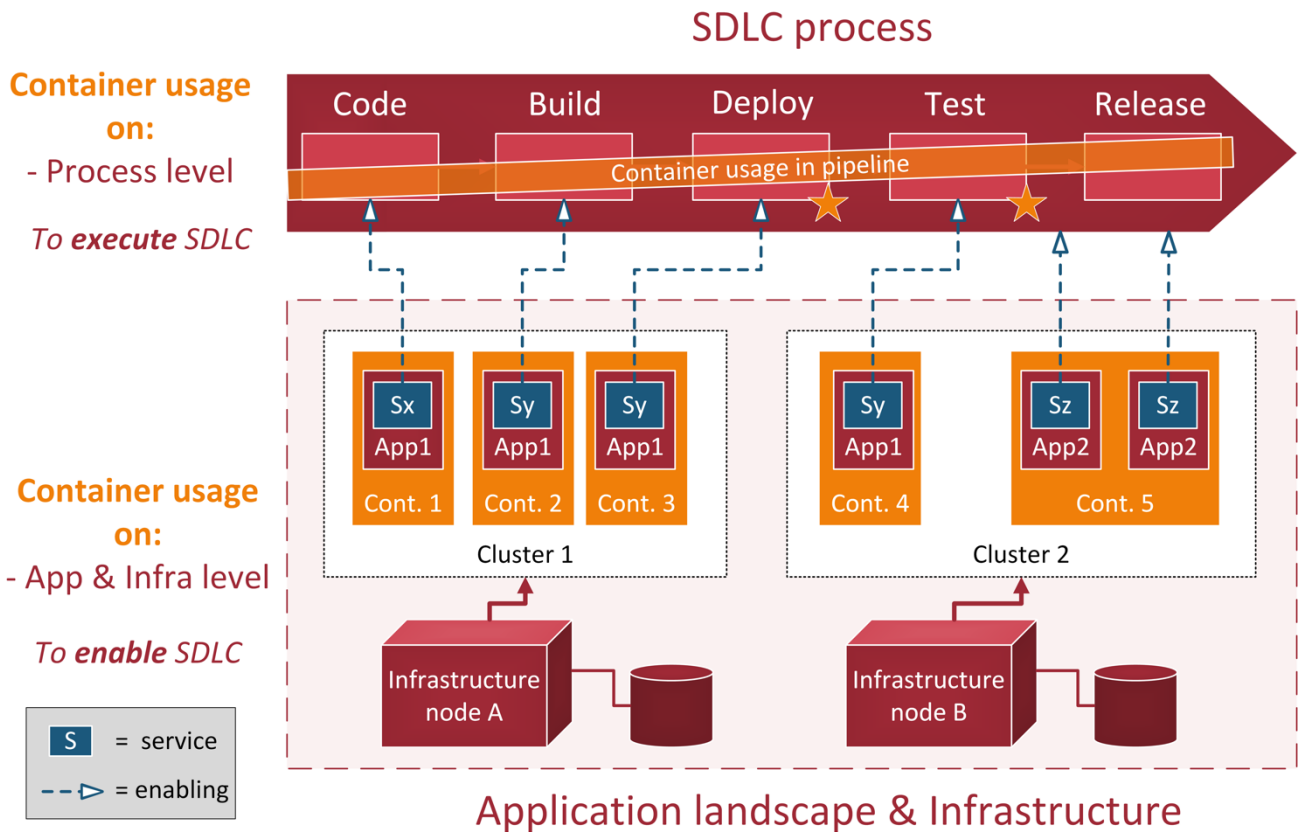 SDLC process
Container usage
on:
- Process level
To execute SDLC
Code
Build
Deploy
Test
Release
Container usage in pipeline
Sx
App1
Cont. 1
Sy
App1
Cont. 2
Sy
App1
Cont. 3
Cluster 1
Sy
App1
Cont. 4
Sz
App2
Sz
App2
Cont. 5
Cluster 2
Container usage
on:
- App & Infra level
To enable SDLC
Infrastructure
node A
Infrastructure
node B
S = service
= enabling
Application landscape & Infrastructure